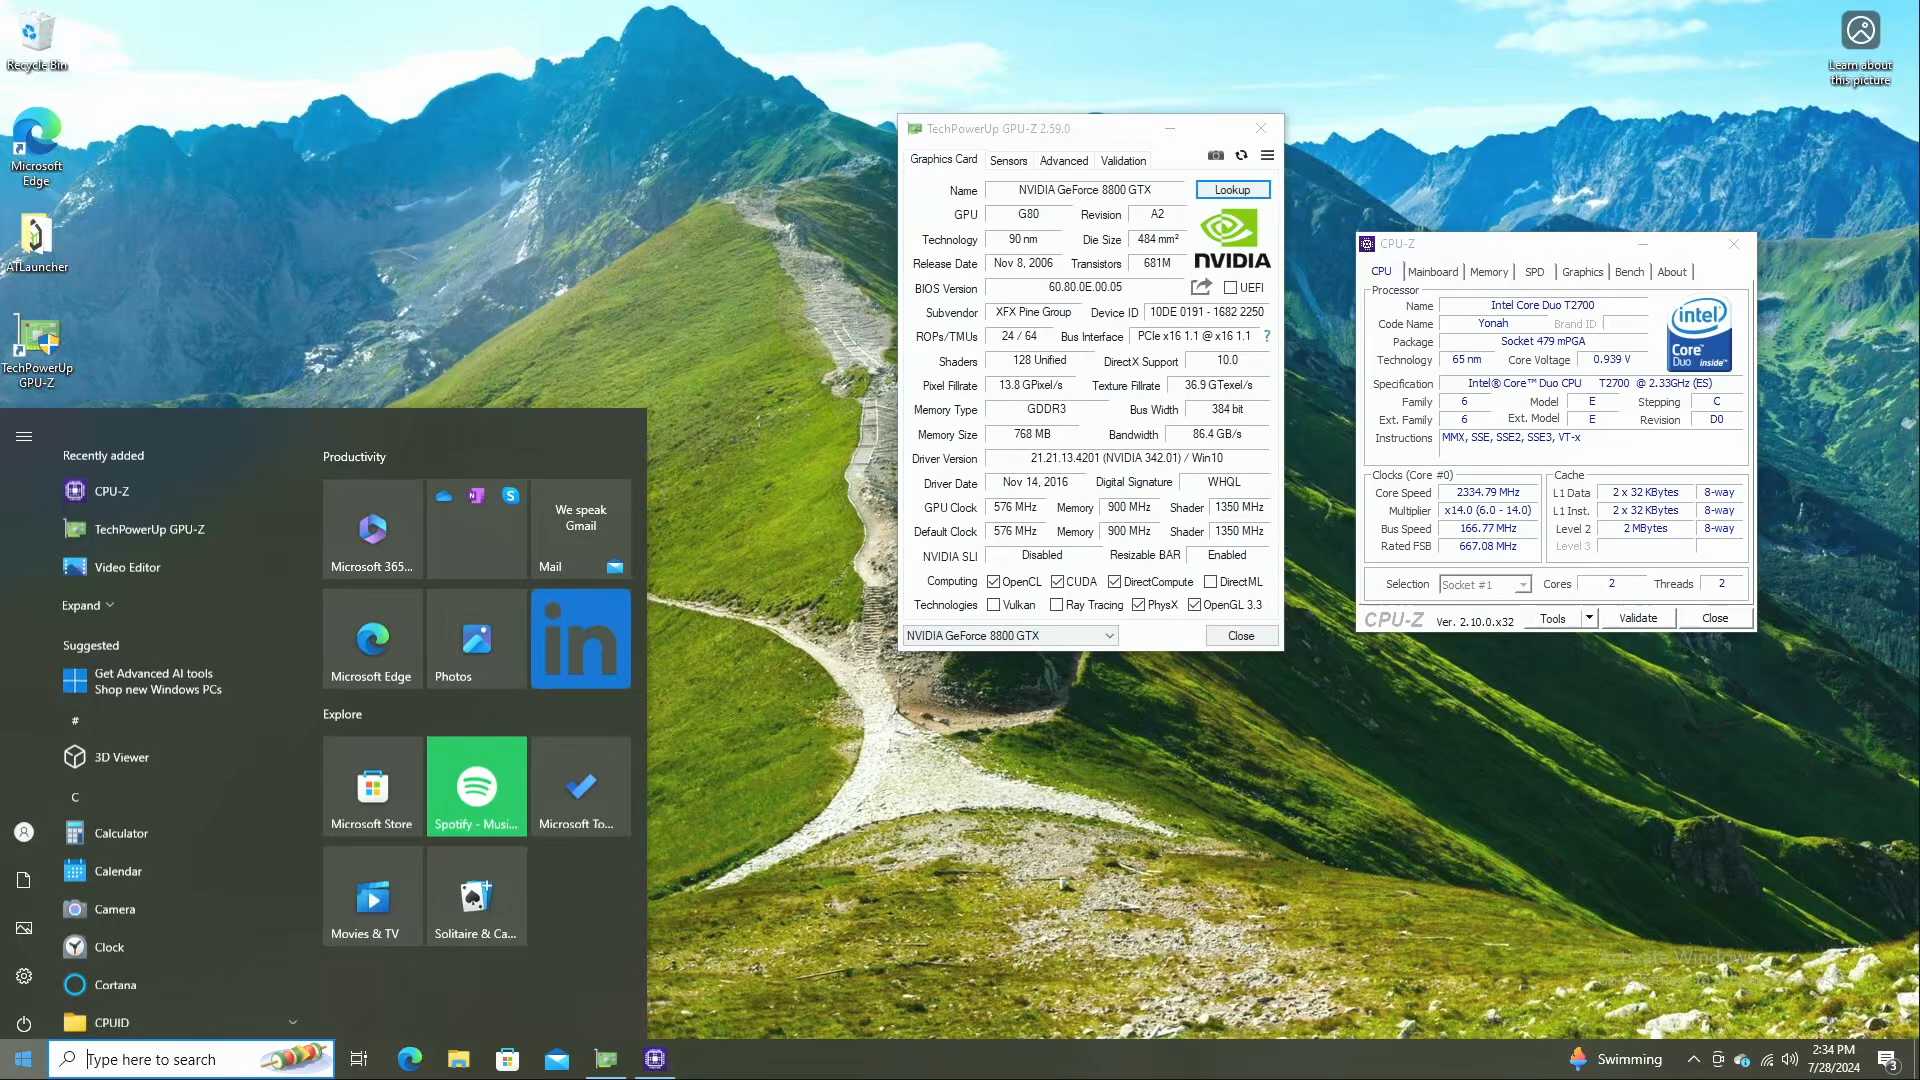 Recycle Bin
Microsoft
Edge
ATLauncher
TechPowerUp
GPU-Z
Learn about
this picture
TechPowerUp GPU-Z 2.59.0
Graphics Card Sensors Advanced Validation
Name NVIDIA GeForce 8800 GTX Lookup
GPU G80 Revision A2
Technology 90 nm Die Size 484 mm²
Release Date Nov 8, 2006 Transistors 681M
NVIDIA
BIOS Version 60.80.0E.00.05 UEFI
Subvendor XFX Pine Group Device ID 10DE 0191 - 1682 2250
ROPs/TMUs 24 / 64 Bus Interface PCIe x16 1.1 @ x16 1.1 ?
Shaders 128 Unified DirectX Support 10.0
Pixel Fillrate 13.8 GPixel/s Texture Fillrate 36.9 GTexel/s
Memory Type GDDR3 Bus Width 384 bit
Memory Size 768 MB Bandwidth 86.4 GB/s
Driver Version 21.21.13.4201 (NVIDIA 342.01) / Win10
Driver Date Nov 14, 2016 Digital Signature WHQL
GPU Clock 576 MHz Memory 900 MHz Shader 1350 MHz
Default Clock 576 MHz Memory 900 MHz Shader 1350 MHz
NVIDIA SLI Disabled Resizable BAR Enabled
Computing OpenCL CUDA DirectCompute DirectML
Technologies Vulkan Ray Tracing PhysX OpenGL 3.3
NVIDIA GeForce 8800 GTX Close
CPU-Z
CPU Mainboard Memory SPD Graphics Bench About
Processor
Name Intel Core Duo T2700
Code Name Yonah Brand ID
Package Socket 479 mPGA
Technology 65 nm Core Voltage 0.939 V
intel
Core
Duo inside™
Specification Intel® Core™ Duo CPU T2700 @ 2.33GHz (ES)
Family 6 Model E Stepping C
Ext. Family 6 Ext. Model E Revision D0
Instructions MMX, SSE, SSE2, SSE3, VT-x
Clocks (Core #0)
Core Speed 2334.79 MHz
Multiplier x14.0 (6.0 - 14.0)
Bus Speed 166.77 MHz
Rated FSB 667.08 MHz
Cache
L1 Data 2 x 32 KBytes 8-way
L1 Inst. 2 x 32 KBytes 8-way
Level 2 2 MBytes 8-way
Level 3
Selection Socket #1 Cores 2 Threads 2
CPU-Z Ver. 2.10.0.x32 Tools Validate Close
Recently added
CPU-Z
TechPowerUp GPU-Z
Video Editor
Expand
Suggested
Get Advanced AI tools
Shop new Windows PCs
#
3D Viewer
C
Calculator
Calendar
Camera
Clock
Cortana
CPUID
Productivity
Microsoft 365...
N
S
We speak
Gmail
Mail
Microsoft Edge
Photos
in
Explore
Microsoft Store
Spotify - Musi...
Microsoft To...
Movies & TV
Solitaire & Ca...
Activate Windows
Type here to search
Swimming
2:34 PM
7/28/2024
3